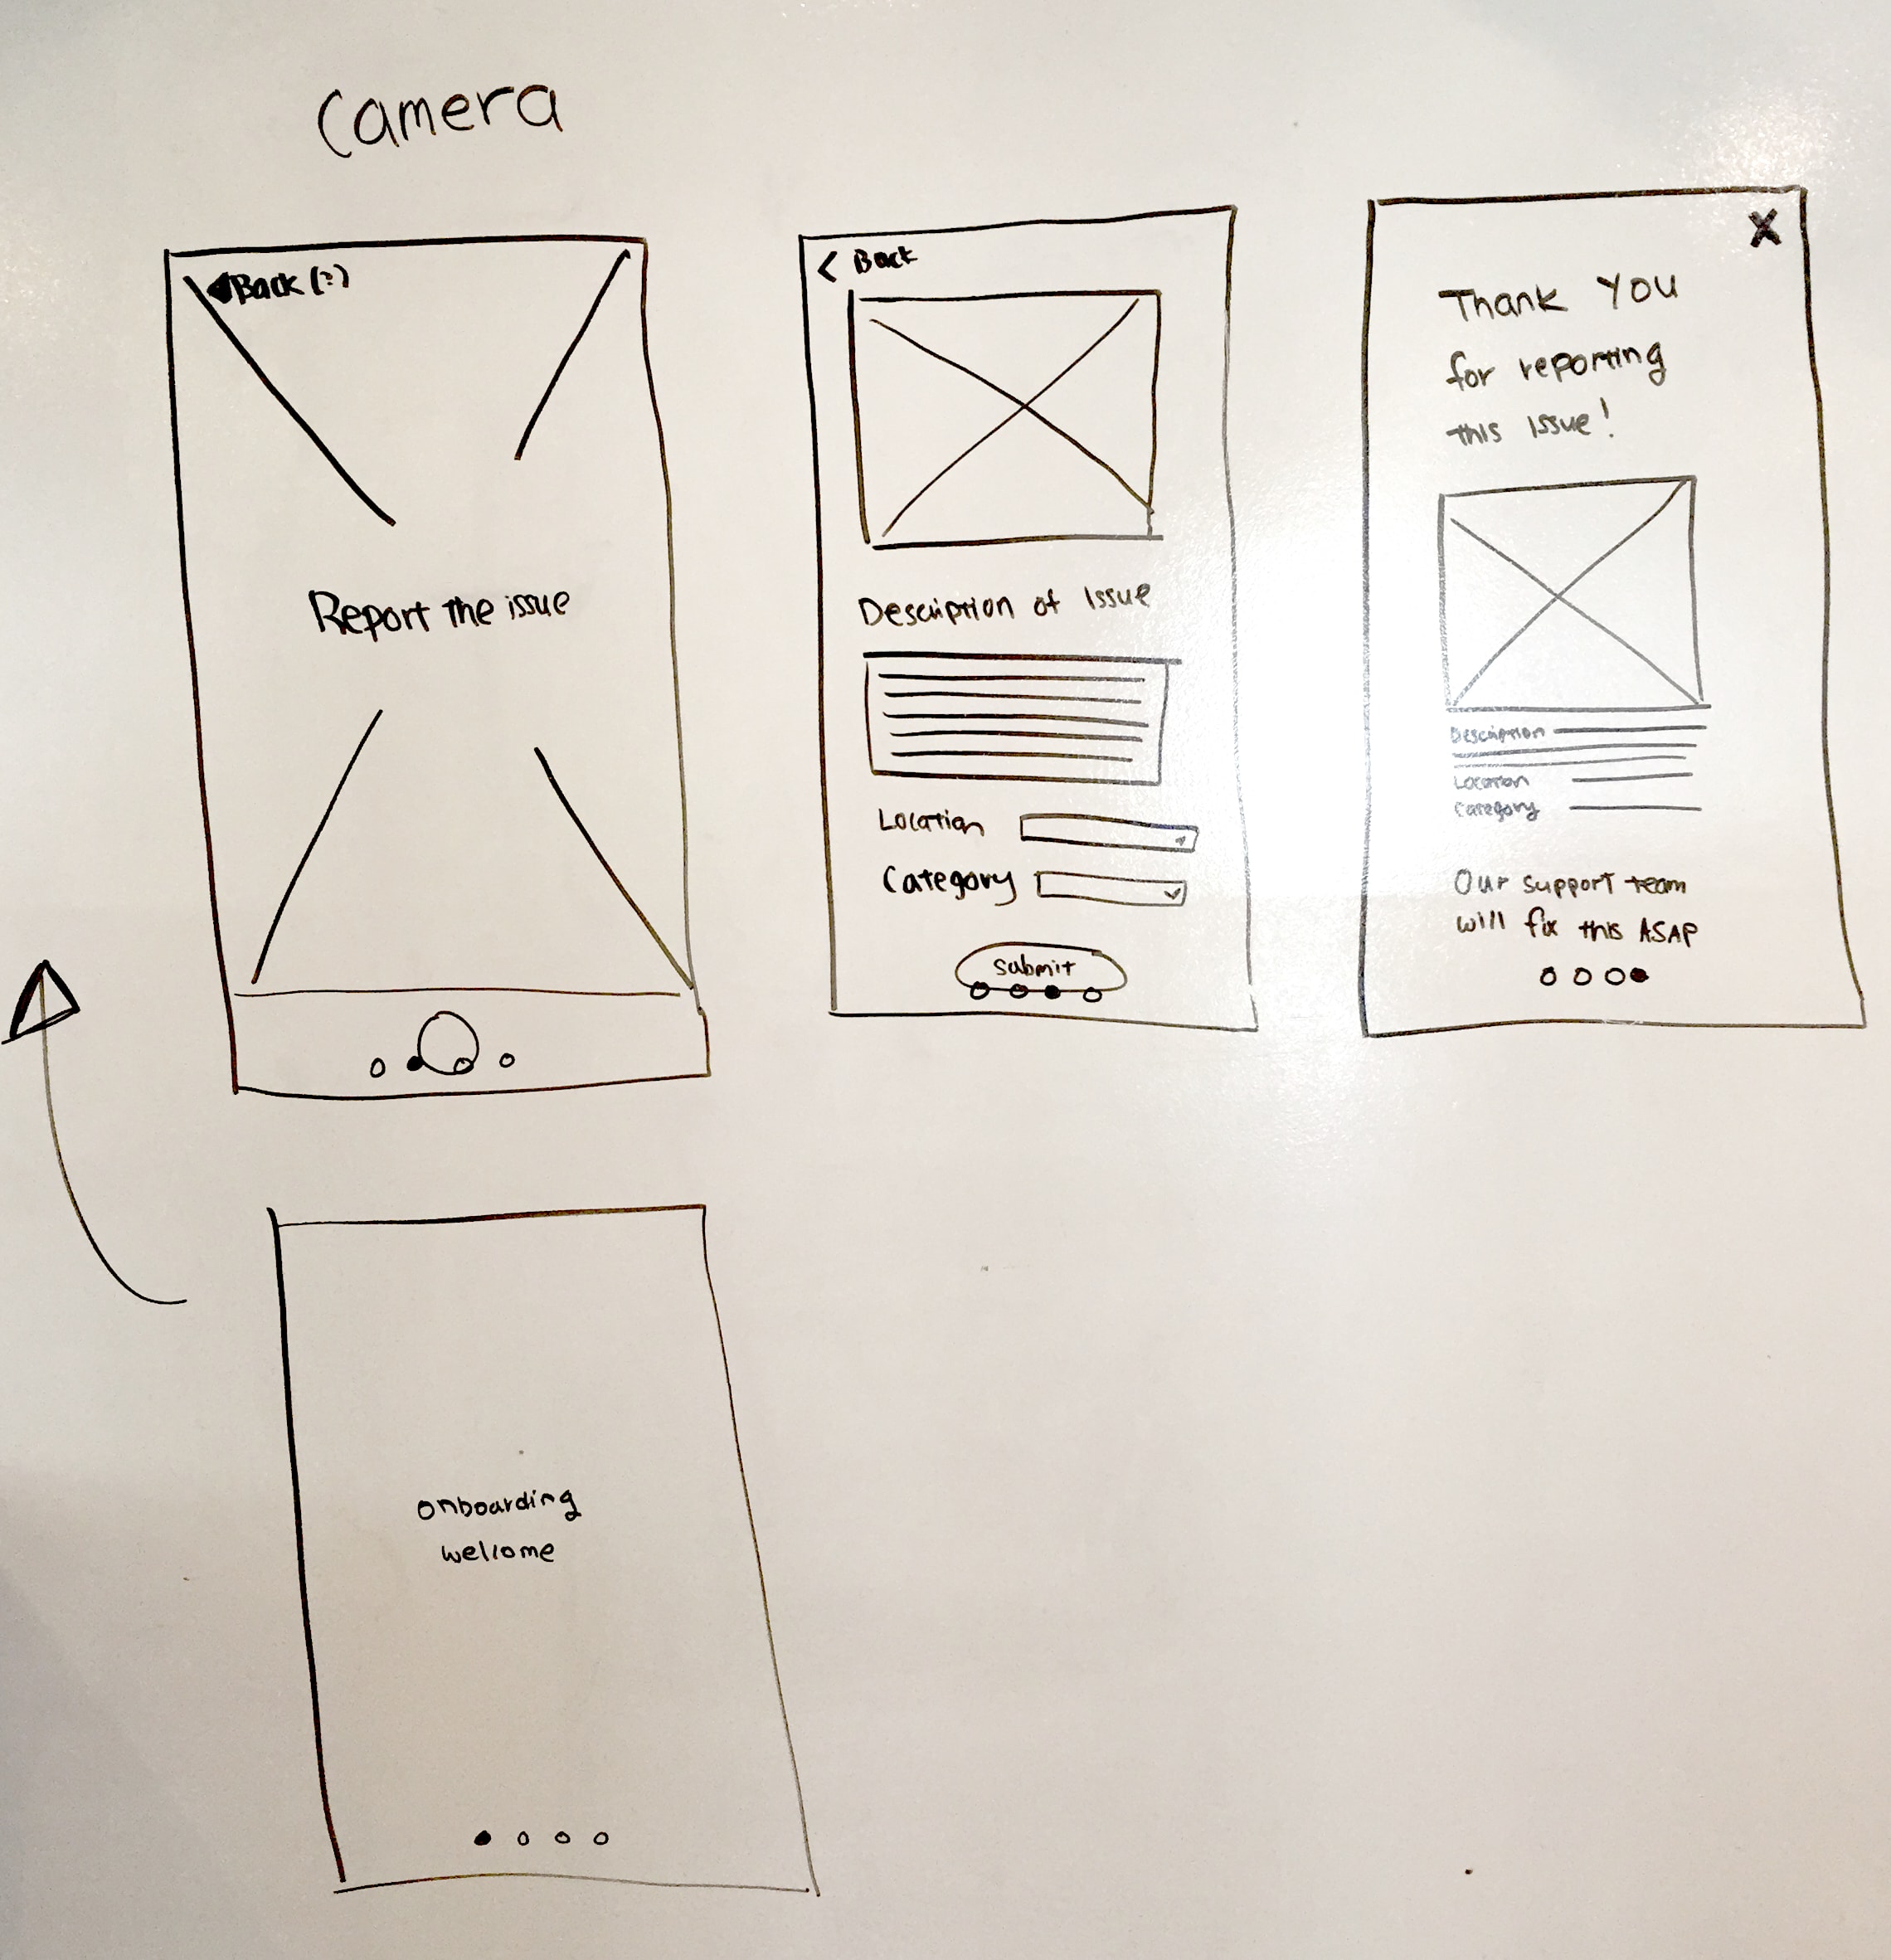 Camera
Back (?)
Report the issue
< Back
Description of Issue
Location
Category
submit
X
Thank You
for reporting
this issue!
Description
Location
Category
Our support team
will fix this ASAP
onboarding
welcome